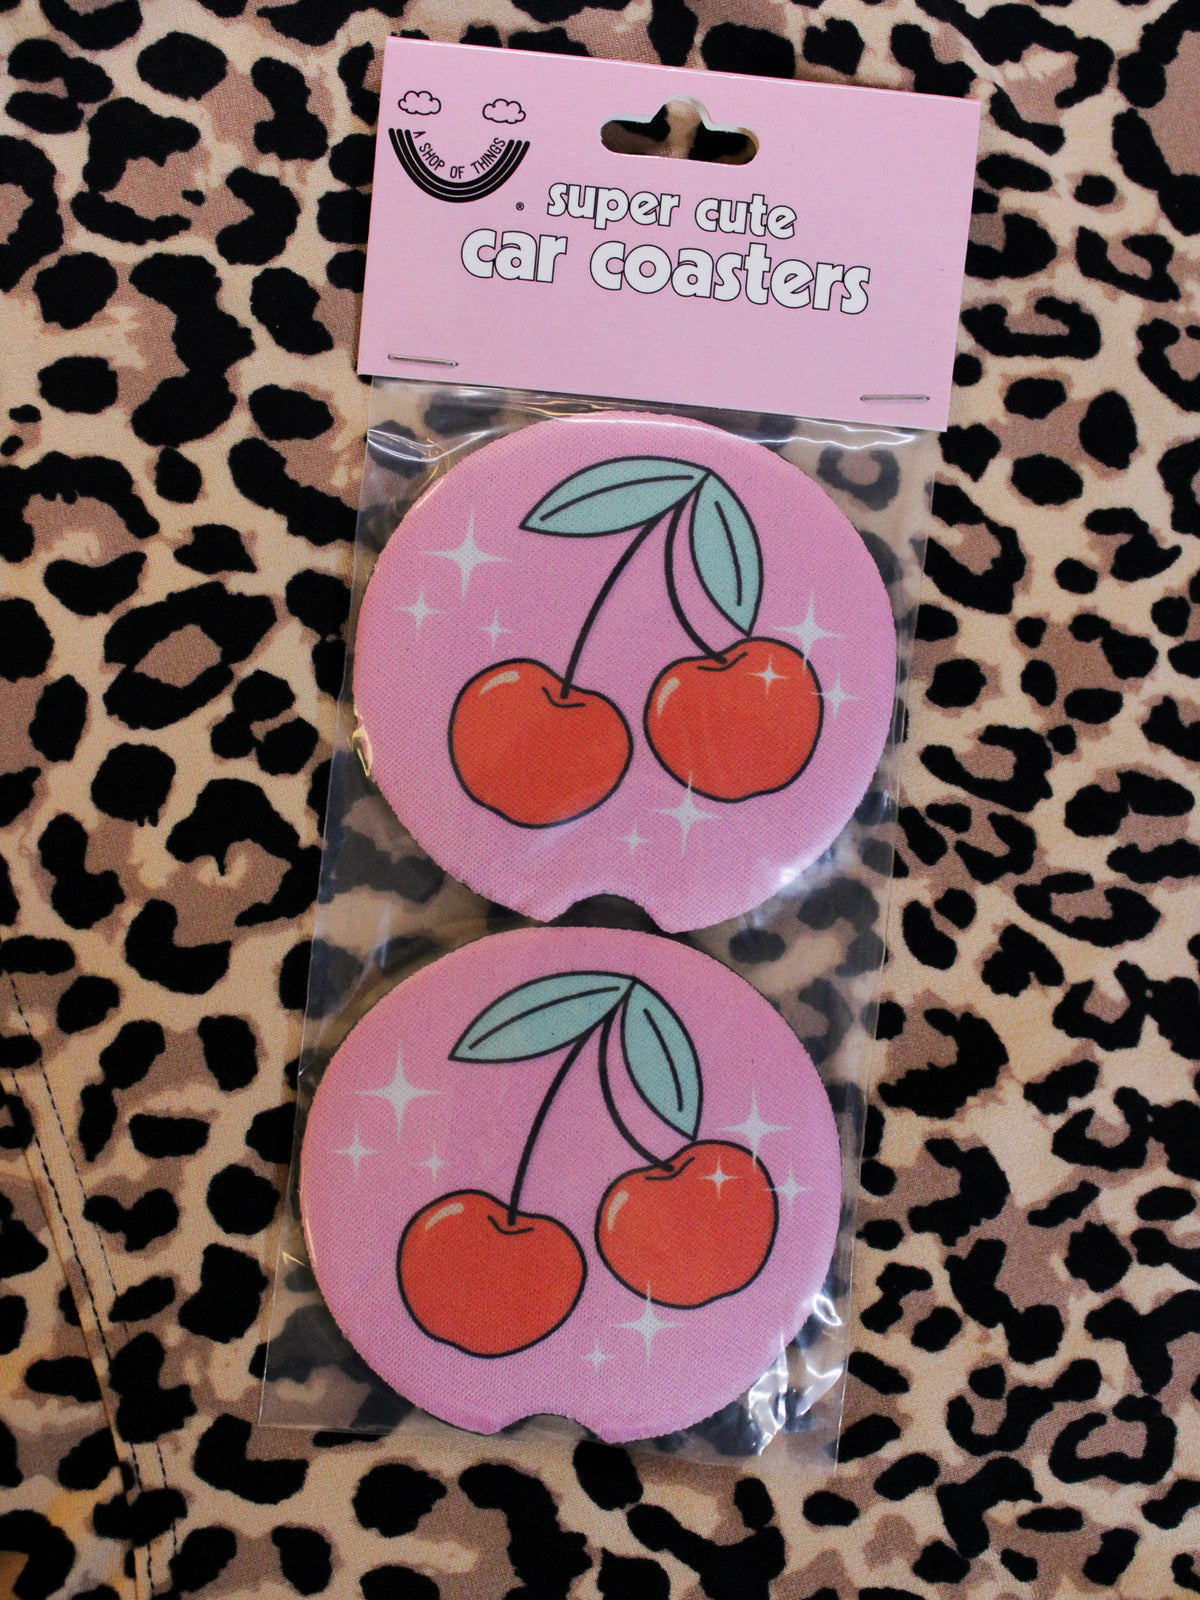 A SHOP OF THINGS
®
super cute
car coasters